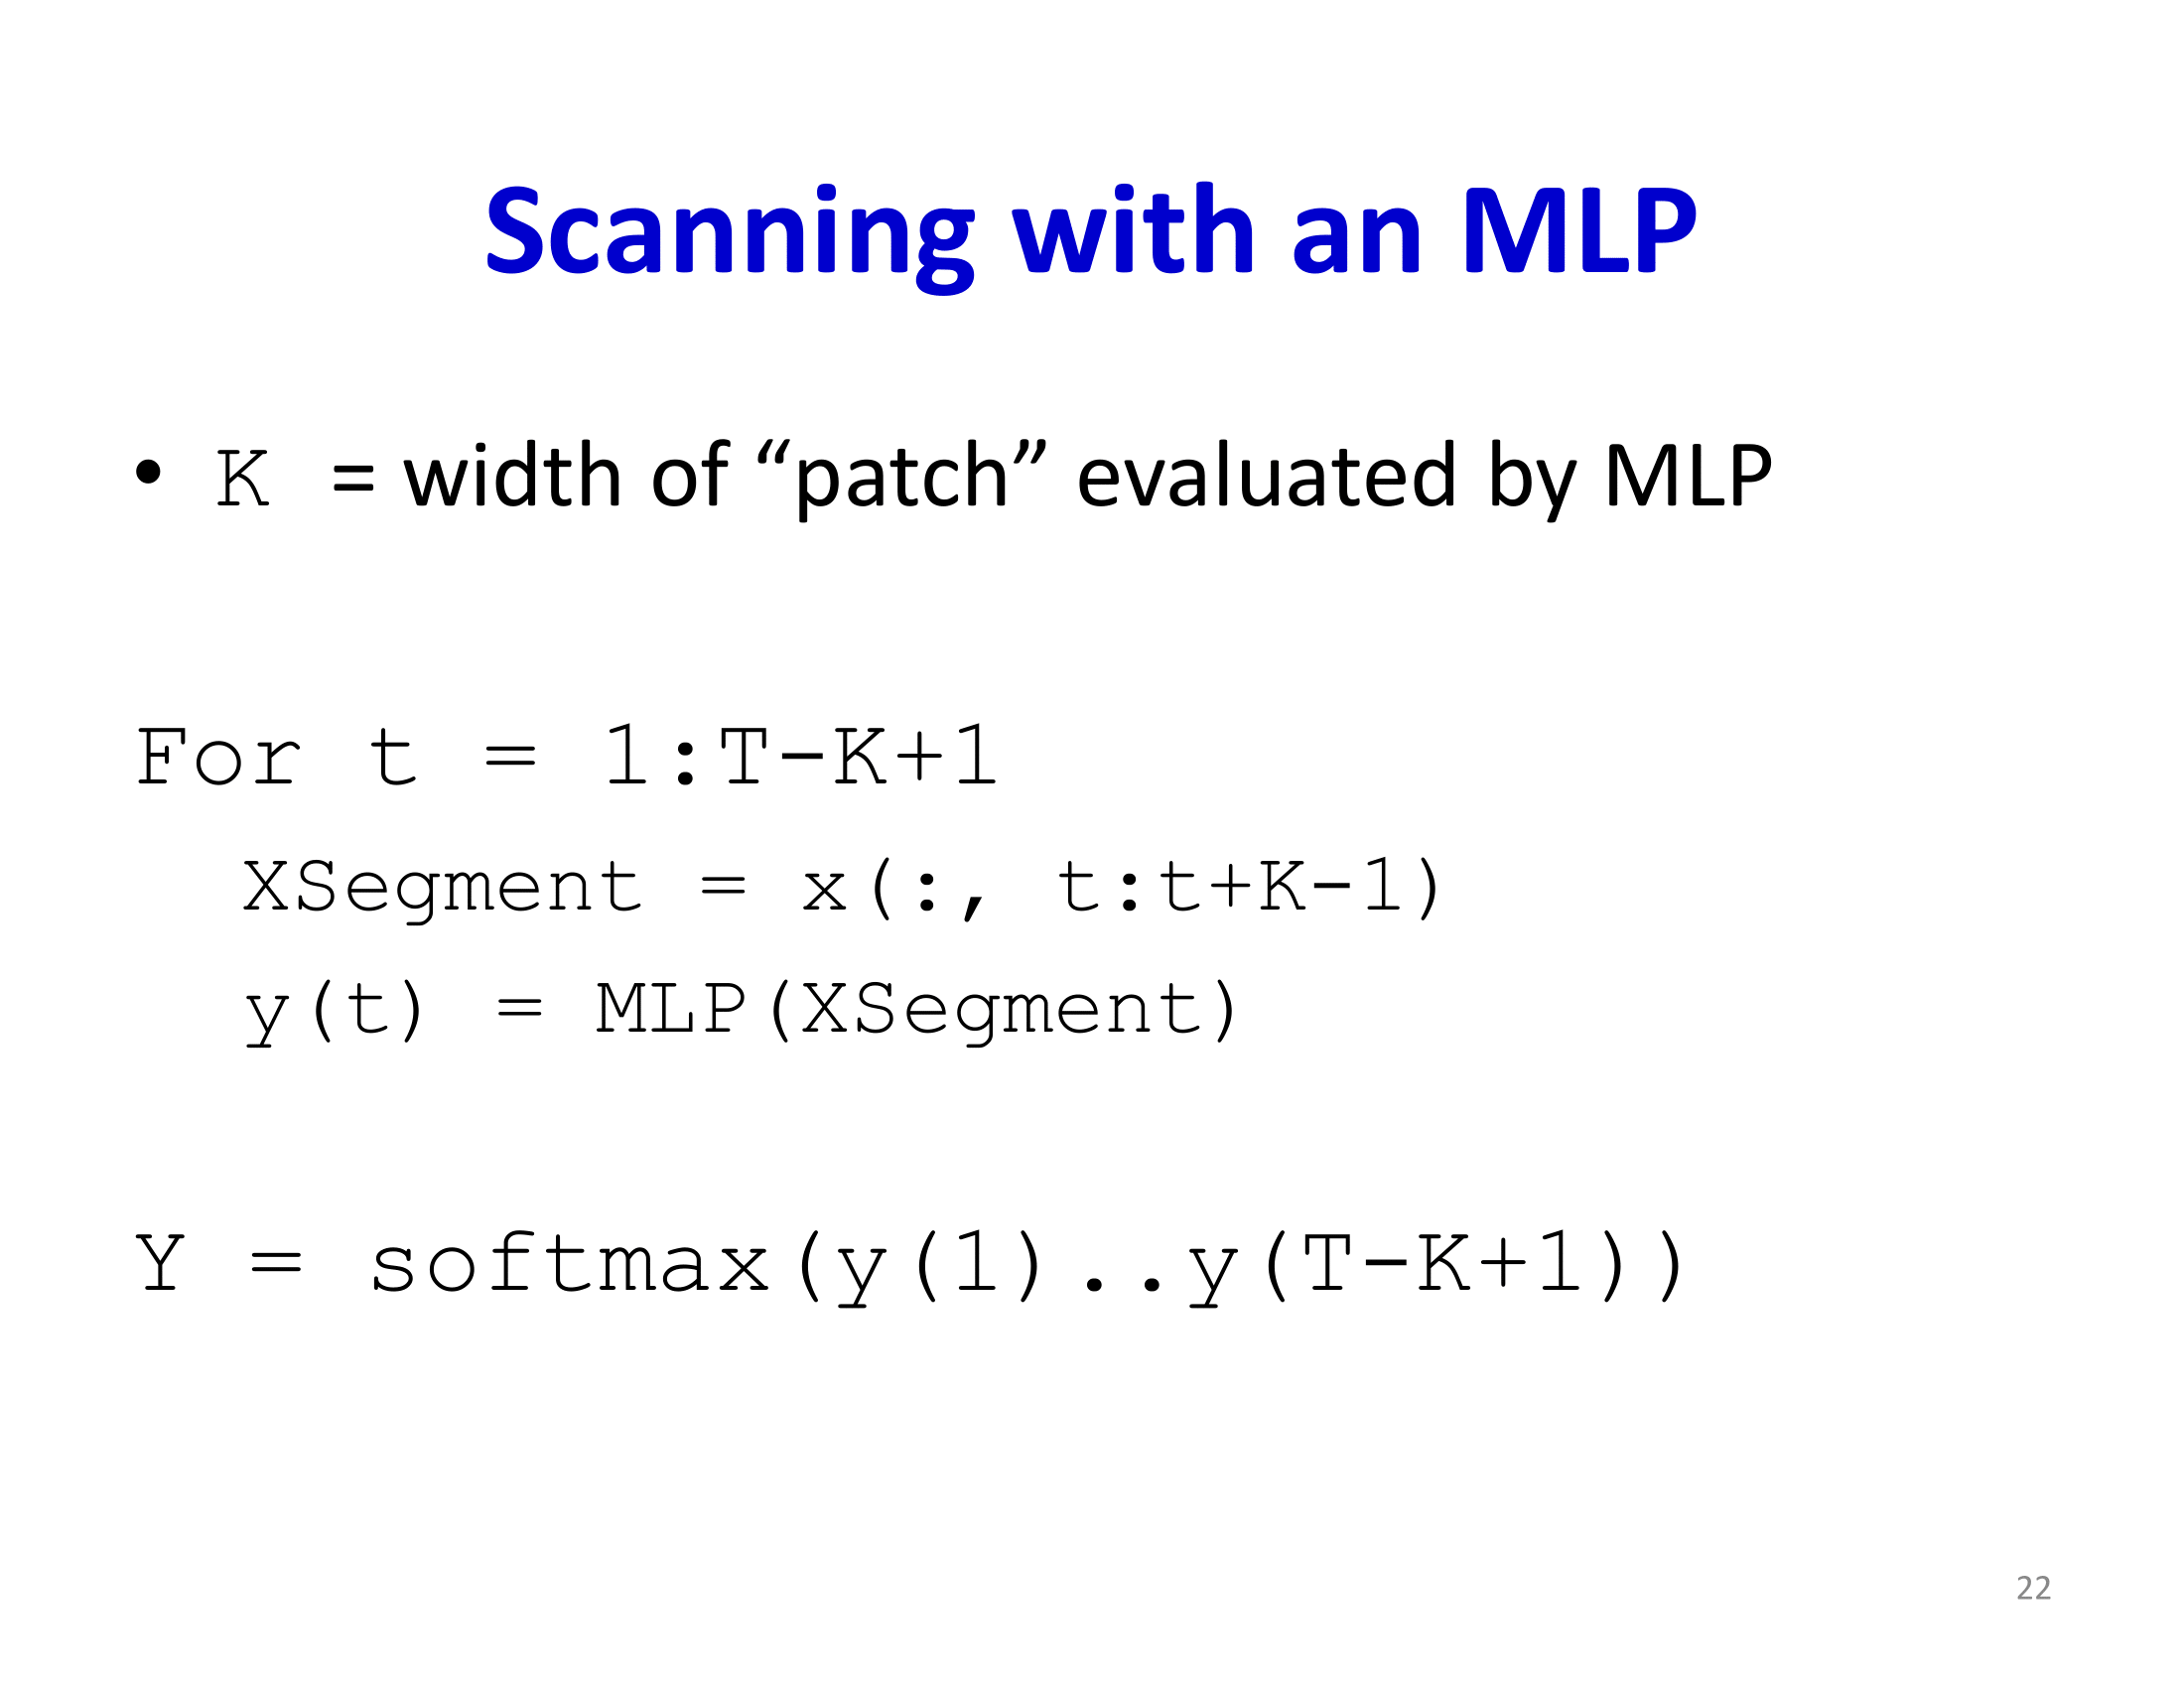 Scanning with an MLP
• K = width of “patch” evaluated by MLP
For t = 1:T-K+1
XSegment = x(:, t:t+K-1)
y(t) = MLP(XSegment)
Y = softmax(y(1)..y(T-K+1))
22